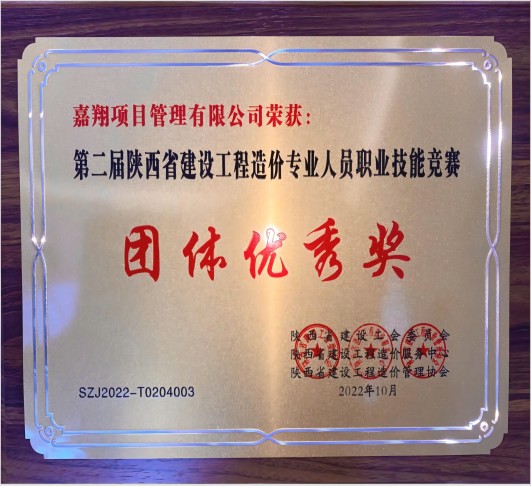 嘉翔项目管理有限公司荣获：
第二届陕西省建设工程造价专业人员职业技能竞赛
团体优秀奖
陕西省建设工会委员会
陕西省建设工程造价服务中心
陕西省建设工程造价管理协会
SZJ2022-T0204003
2022年10月